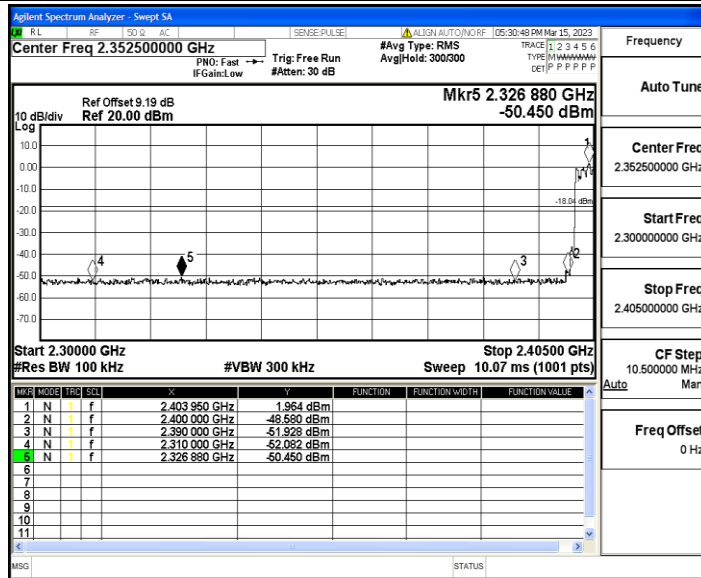 Agilent Spectrum Analyzer - Swept SA
RL RF 50 Ω AC SENSE:PULSE ALIGN AUTO/NO RF 05:30:48 PM Mar 15, 2023
Center Freq 2.352500000 GHz #Avg Type: RMS TRACE 1 2 3 4 5 6
PNO: Fast Trig: Free Run Avg|Hold: 300/300 TYPE M
IFGain:Low #Atten: 30 dB DET P P P P P P
Ref Offset 9.19 dB Mkr5 2.326 880 GHz
10 dB/div Ref 20.00 dBm -50.450 dBm
Log
10.0
0.00
-10.0
-20.0
-30.0
-40.0
-50.0
-60.0
-70.0
-18.04 dBm
1
2
3
4
5
Start 2.30000 GHz Stop 2.40500 GHz
#Res BW 100 kHz #VBW 300 kHz Sweep 10.07 ms (1001 pts)
MKR MODE TRC SCL X Y FUNCTION FUNCTION WIDTH FUNCTION VALUE
1 N 1 f 2.403 950 GHz 1.964 dBm
2 N 1 f 2.400 000 GHz -48.580 dBm
3 N 1 f 2.390 000 GHz -51.928 dBm
4 N 1 f 2.310 000 GHz -52.082 dBm
5 N 1 f 2.326 880 GHz -50.450 dBm
6
7
8
9
10
11
MSG STATUS
Frequency
Auto Tune
Center Freq
2.352500000 GHz
Start Freq
2.300000000 GHz
Stop Freq
2.405000000 GHz
CF Step
10.500000 MHz
Auto Man
Freq Offset
0 Hz